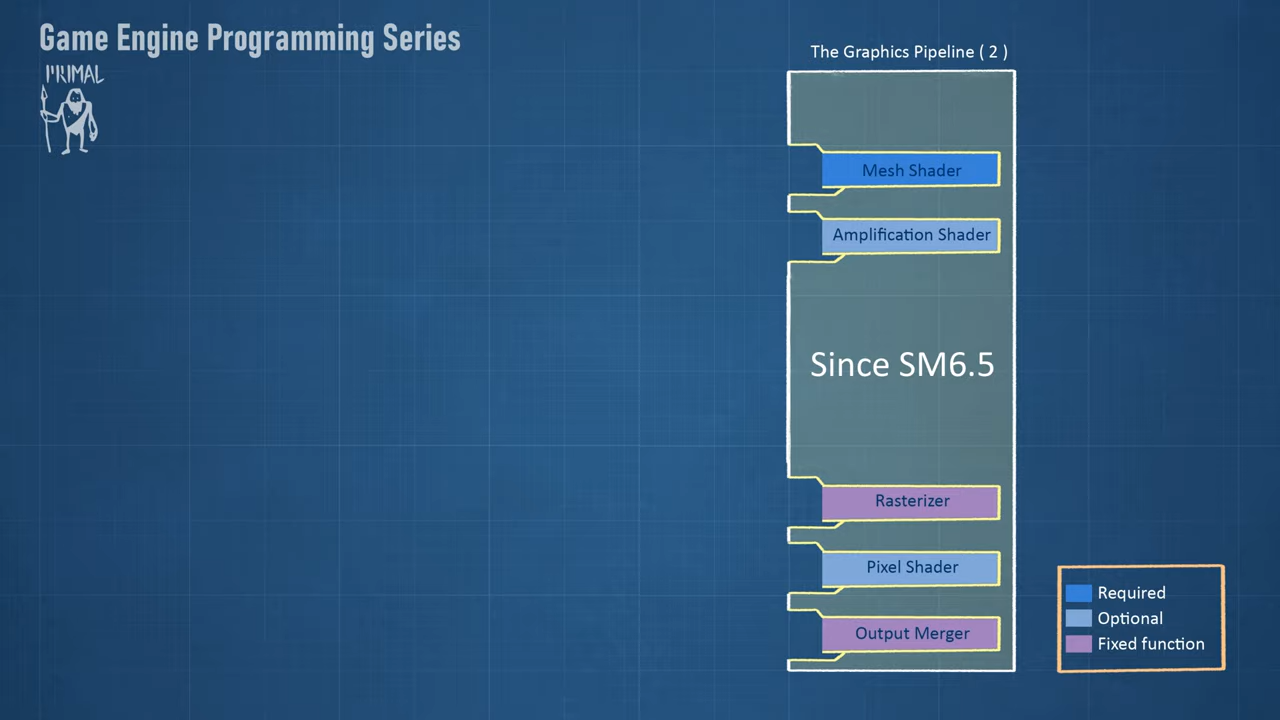 Game Engine Programming Series
PRIMAL
The Graphics Pipeline ( 2 )
Mesh Shader
Amplification Shader
Since SM6.5
Rasterizer
Pixel Shader
Output Merger
Required
Optional
Fixed function